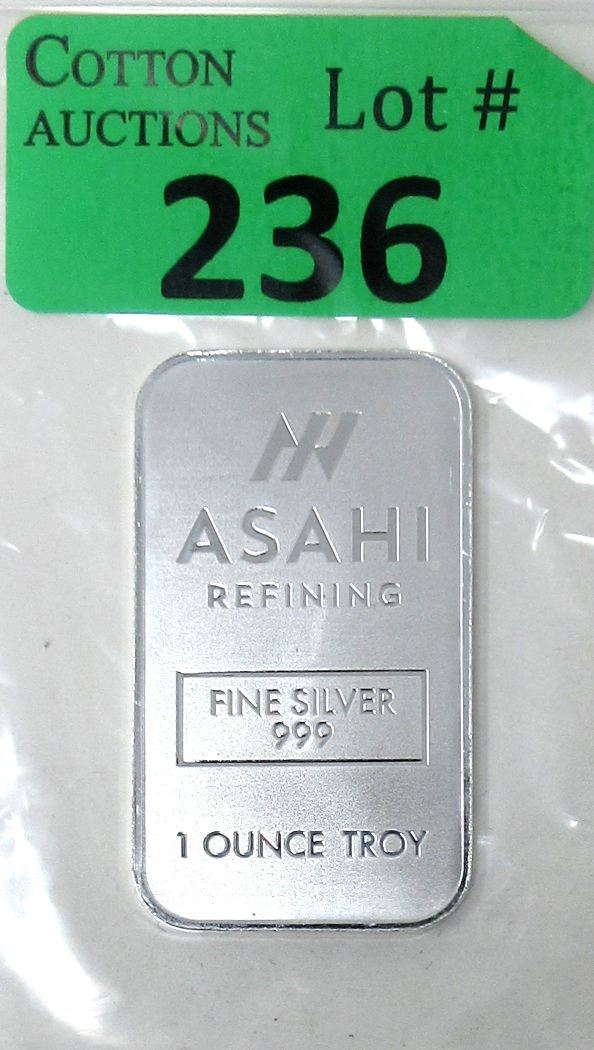 COTTON
AUCTIONS
Lot #
236
ASAHI
REFINING
FINE SILVER
999
1 OUNCE TROY